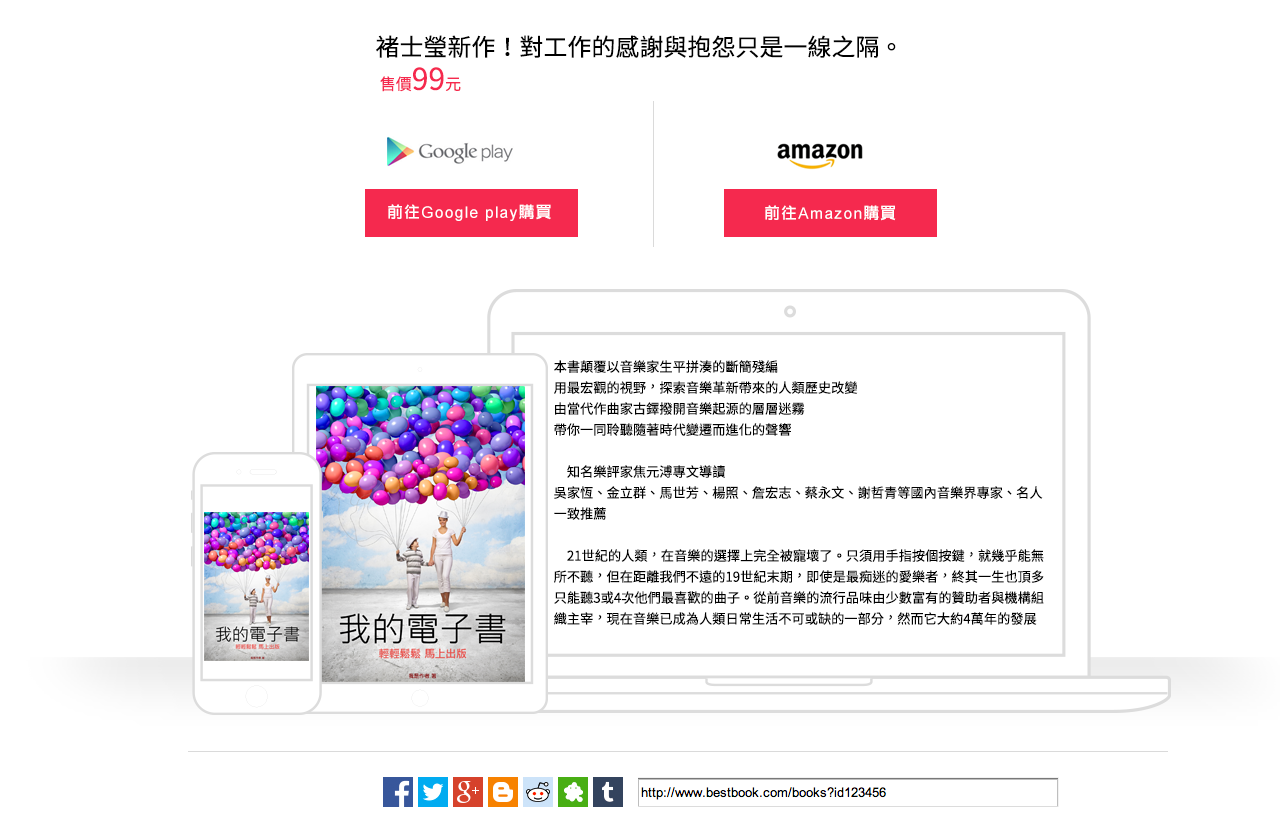 褚士瑩新作！對工作的感謝與抱怨只是一線之隔。
售價99元
Google play
amazon
前往Google play購買
前往Amazon購買
本書顛覆以音樂家生平拼湊的斷簡殘編
用最宏觀的視野，探索音樂革新帶來的人類歷史改變
由當代作曲家古鐸撥開音樂起源的層層迷霧
帶你一同聆聽隨著時代變遷而進化的聲響
知名樂評家焦元溥專文導讀
吳家恆、金立群、馬世芳、楊照、詹宏志、蔡永文、謝哲青等國內音樂界專家、名人
一致推薦
21世紀的人類，在音樂的選擇上完全被寵壞了。只須用手指按個按鍵，就幾乎能無
所不聽，但在距離我們不遠的19世紀末期，即使是最痴迷的愛樂者，終其一生也頂多
只能聽3或4次他們最喜歡的曲子。從前音樂的流行品味由少數富有的贊助者與機構組
織主宰，現在音樂已成為人類日常生活不可或缺的一部分，然而它大約4萬年的發展
我的電子書
輕輕鬆鬆 馬上出版
我是作者 著
我的電子書
輕輕鬆鬆 馬上出版
我是作者 著
http://www.bestbook.com/books?id123456